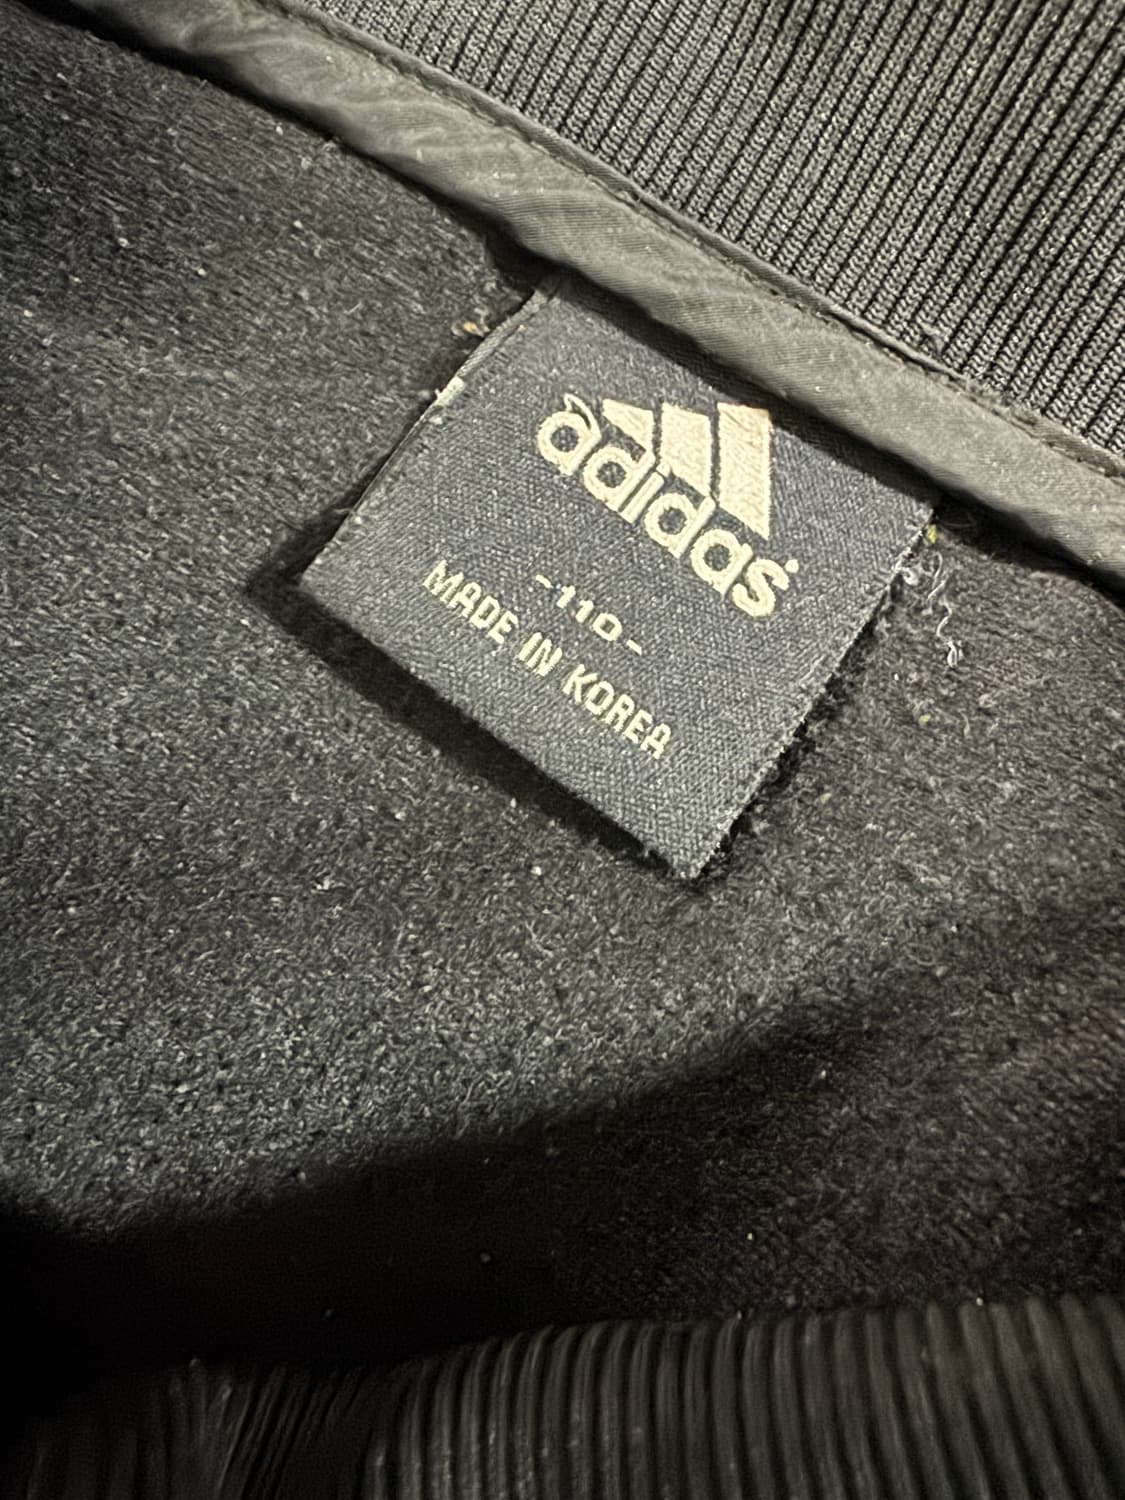 adidas
-110-
MADE IN KOREA